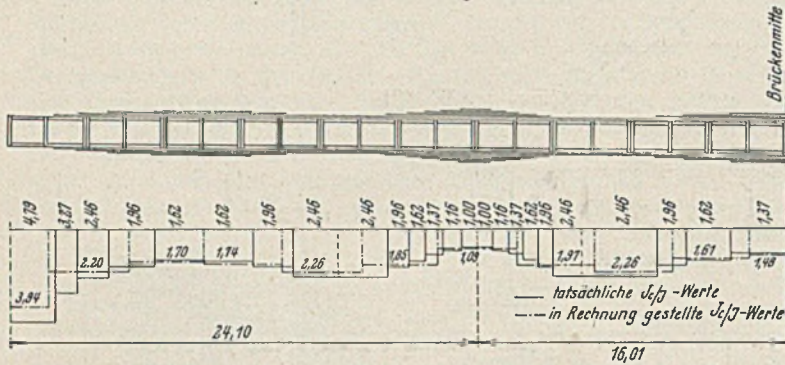 Brückenmitte
4,79 3,27 2,46 1,96 1,62 1,62 1,96 2,46 2,46 1,96 1,62 1,37 1,16 1,00 1,00 1,16 1,37 1,62 1,96 2,46 2,46 1,96 1,62 1,37
3,94 2.20 1,70 1,74 2,26 1,85 1,09 1,97 2,26 1,61 1,48
tatsächliche Jc/J -Werte
in Rechnung gestellte Jc/J-Werte
24,10
16,01